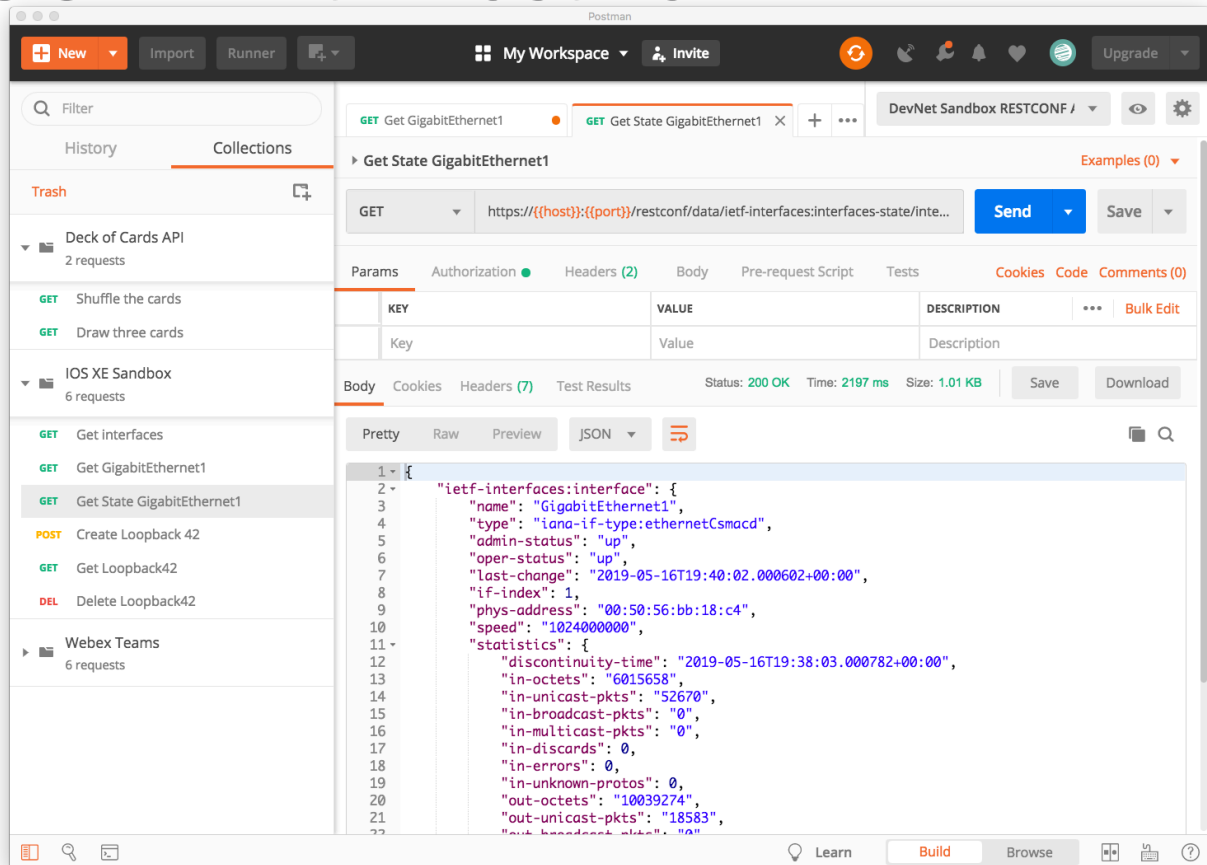 Postman
New Import Runner My Workspace Invite Upgrade
Filter
History Collections
Trash
Deck of Cards API
2 requests
GET Shuffle the cards
GET Draw three cards
IOS XE Sandbox
6 requests
GET Get interfaces
GET Get GigabitEthernet1
GET Get State GigabitEthernet1
POST Create Loopback 42
GET Get Loopback42
DEL Delete Loopback42
Webex Teams
6 requests
GET Get GigabitEthernet1 GET Get State GigabitEthernet1 DevNet Sandbox RESTCONF
Get State GigabitEthernet1 Examples (0)
GET https://{{host}}:{{port}}/restconf/data/ietf-interfaces:interfaces-state/inte... Send Save
Params Authorization Headers (2) Body Pre-request Script Tests Cookies Code Comments (0)
KEY VALUE DESCRIPTION Bulk Edit
Key Value Description
Body Cookies Headers (7) Test Results Status: 200 OK Time: 2197 ms Size: 1.01 KB Save Download
Pretty Raw Preview JSON
1 {
2 "ietf-interfaces:interface": {
3 "name": "GigabitEthernet1",
4 "type": "iana-if-type:ethernetCsmacd",
5 "admin-status": "up",
6 "oper-status": "up",
7 "last-change": "2019-05-16T19:40:02.000602+00:00",
8 "if-index": 1,
9 "phys-address": "00:50:56:bb:18:c4",
10 "speed": "1024000000",
11 "statistics": {
12 "discontinuity-time": "2019-05-16T19:38:03.000782+00:00",
13 "in-octets": "6015658",
14 "in-unicast-pkts": "52670",
15 "in-broadcast-pkts": "0",
16 "in-multicast-pkts": "0",
17 "in-discards": 0,
18 "in-errors": 0,
19 "in-unknown-protos": 0,
20 "out-octets": "10039274",
21 "out-unicast-pkts": "18583",
22 "out-broadcast-pkts": "0"
Learn Build Browse